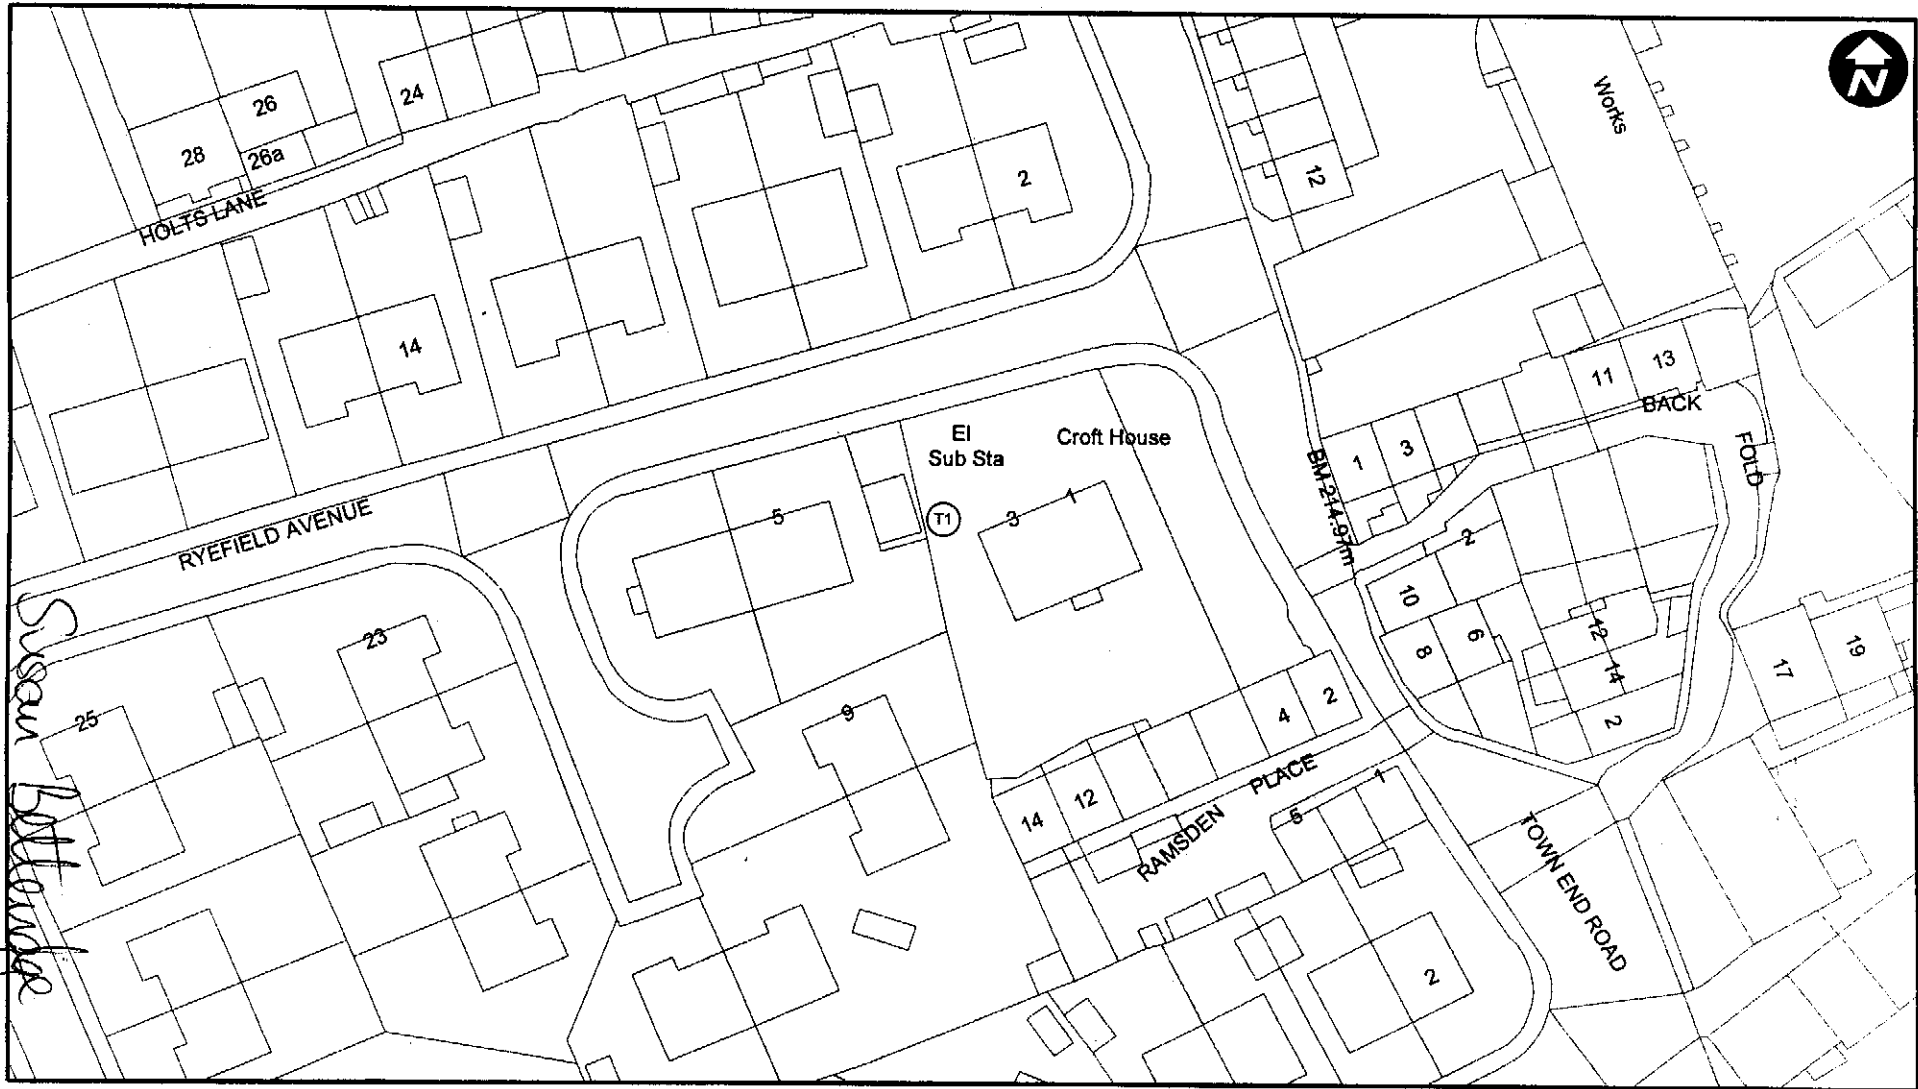 N
26
24
28
26a
HOLTS LANE
2
12
Works
14
11
13
BACK
FOLD
El
Sub Sta
Croft House
1
3
BM 214.97m
T1
3
1
5
RYEFIELD AVENUE
2
10
8
6
12
14
2
17
19
23
25
9
4
2
14
12
RAMSDEN PLACE
5
1
TOWN END ROAD
2
Susan